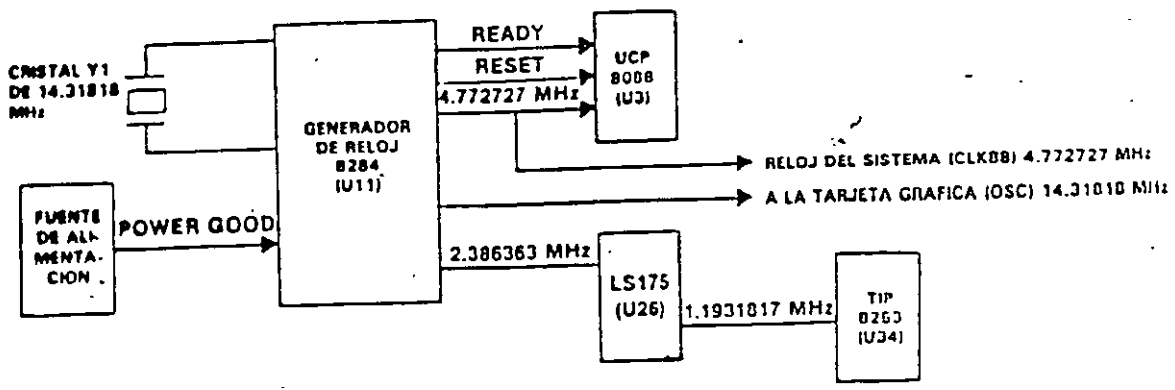 CRISTAL Y1
DE 14.31818
MHz
FUENTE
DE ALI-
MENTA-
CION
POWER GOOD
GENERADOR
DE RELOJ
8284
(U11)
READY
RESET
4.772727 MHz
UCP
8088
(U3)
RELOJ DEL SISTEMA (CLK88) 4.772727 MHz
A LA TARJETA GRAFICA (OSC) 14.31818 MHz
2.386363 MHz
LS175
(U26)
1.1931817 MHz
TIP
8253
(U34)